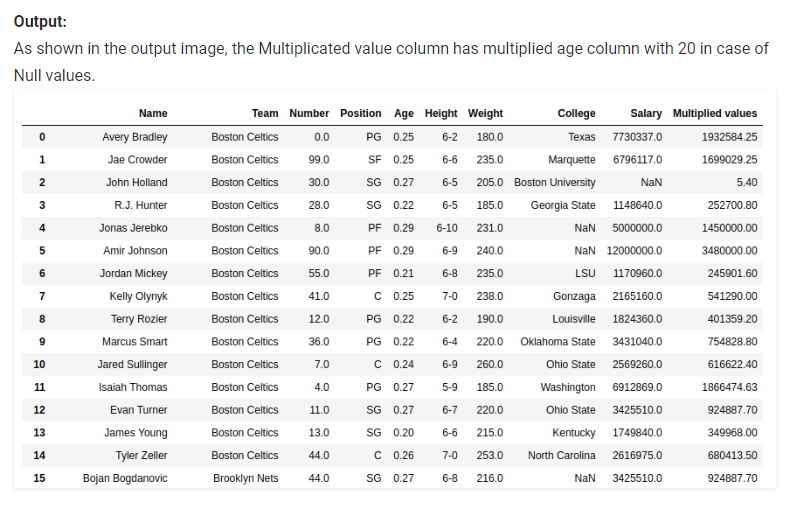 Output:
As shown in the output image, the Multiplicated value column has multiplied age column with 20 in case of
Null values.
Name Team Number Position Age Height Weight College Salary Multiplied values
0 Avery Bradley Boston Celtics 0.0 PG 0.25 6-2 180.0 Texas 7730337.0 1932584.25
1 Jae Crowder Boston Celtics 99.0 SF 0.25 6-6 235.0 Marquette 6796117.0 1699029.25
2 John Holland Boston Celtics 30.0 SG 0.27 6-5 205.0 Boston University NaN 5.40
3 R.J. Hunter Boston Celtics 28.0 SG 0.22 6-5 185.0 Georgia State 1148640.0 252700.80
4 Jonas Jerebko Boston Celtics 8.0 PF 0.29 6-10 231.0 NaN 5000000.0 1450000.00
5 Amir Johnson Boston Celtics 90.0 PF 0.29 6-9 240.0 NaN 12000000.0 3480000.00
6 Jordan Mickey Boston Celtics 55.0 PF 0.21 6-8 235.0 LSU 1170960.0 245901.60
7 Kelly Olynyk Boston Celtics 41.0 C 0.25 7-0 238.0 Gonzaga 2165160.0 541290.00
8 Terry Rozier Boston Celtics 12.0 PG 0.22 6-2 190.0 Louisville 1824360.0 401359.20
9 Marcus Smart Boston Celtics 36.0 PG 0.22 6-4 220.0 Oklahoma State 3431040.0 754828.80
10 Jared Sullinger Boston Celtics 7.0 C 0.24 6-9 260.0 Ohio State 2569260.0 616622.40
11 Isaiah Thomas Boston Celtics 4.0 PG 0.27 5-9 185.0 Washington 6912869.0 1866474.63
12 Evan Turner Boston Celtics 11.0 SG 0.27 6-7 220.0 Ohio State 3425510.0 924887.70
13 James Young Boston Celtics 13.0 SG 0.20 6-6 215.0 Kentucky 1749840.0 349968.00
14 Tyler Zeller Boston Celtics 44.0 C 0.26 7-0 253.0 North Carolina 2616975.0 680413.50
15 Bojan Bogdanovic Brooklyn Nets 44.0 SG 0.27 6-8 216.0 NaN 3425510.0 924887.70